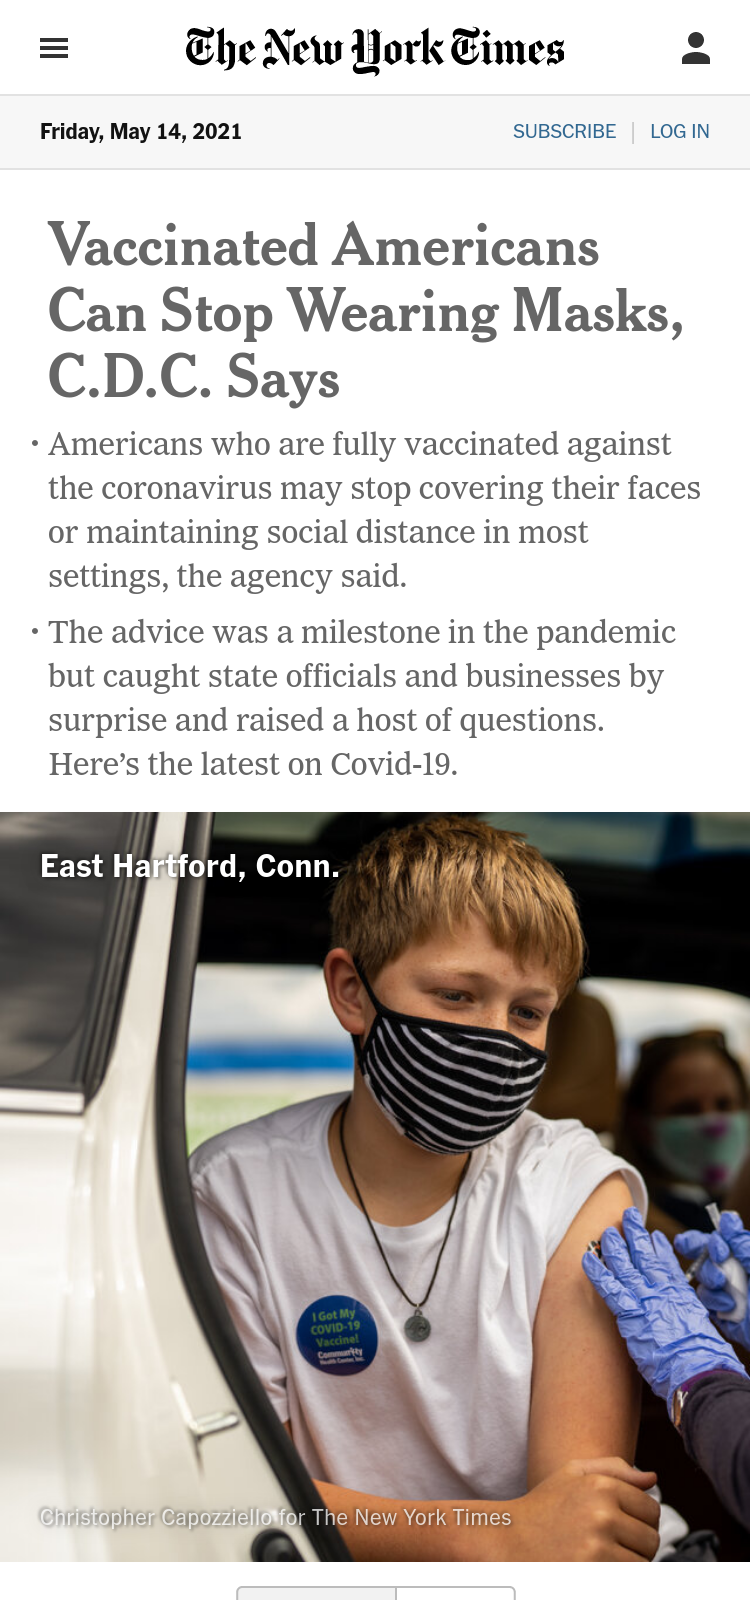 The New York Times
Friday, May 14, 2021
SUBSCRIBE | LOG IN
Vaccinated Americans
Can Stop Wearing Masks,
C.D.C. Says
• Americans who are fully vaccinated against
the coronavirus may stop covering their faces
or maintaining social distance in most
settings, the agency said.
• The advice was a milestone in the pandemic
but caught state officials and businesses by
surprise and raised a host of questions.
Here’s the latest on Covid-19.
East Hartford, Conn.
I Got My
COVID-19
Vaccine!
Community
Health Center, Inc.
Christopher Capozziello for The New York Times